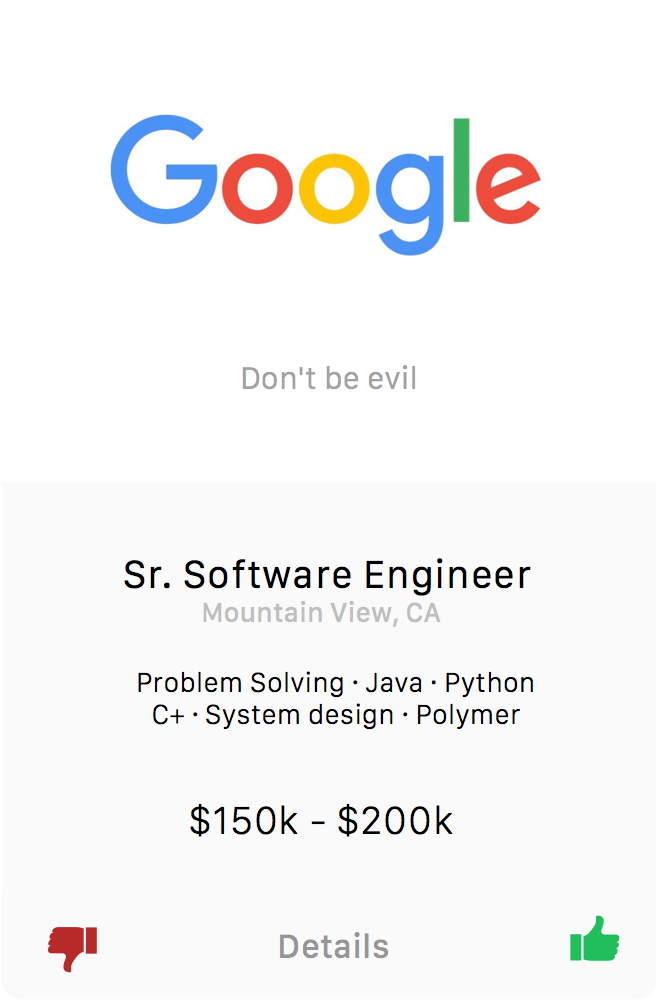 Google
Don't be evil
Sr. Software Engineer
Mountain View, CA
Problem Solving · Java · Python
C+ · System design · Polymer
$150k - $200k
Details